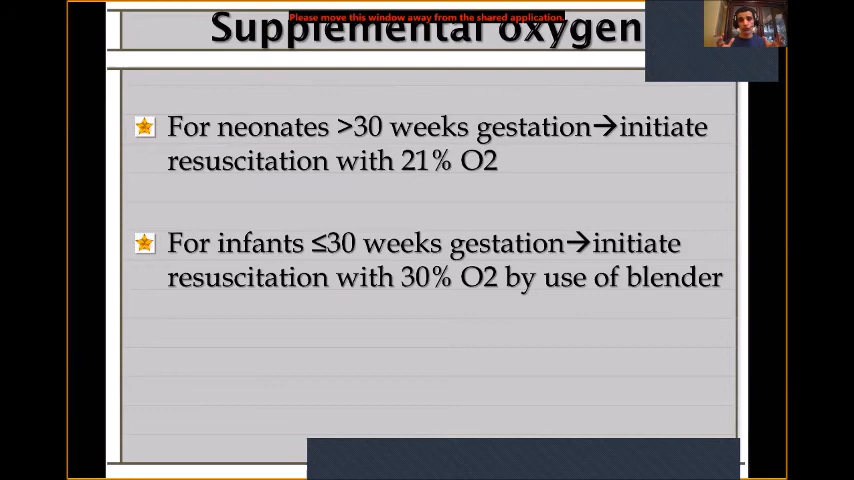 Please move this window away from the shared application.
Supplemental oxygen
For neonates >30 weeks gestation→initiate
resuscitation with 21% O2
For infants ≤30 weeks gestation→initiate
resuscitation with 30% O2 by use of blender